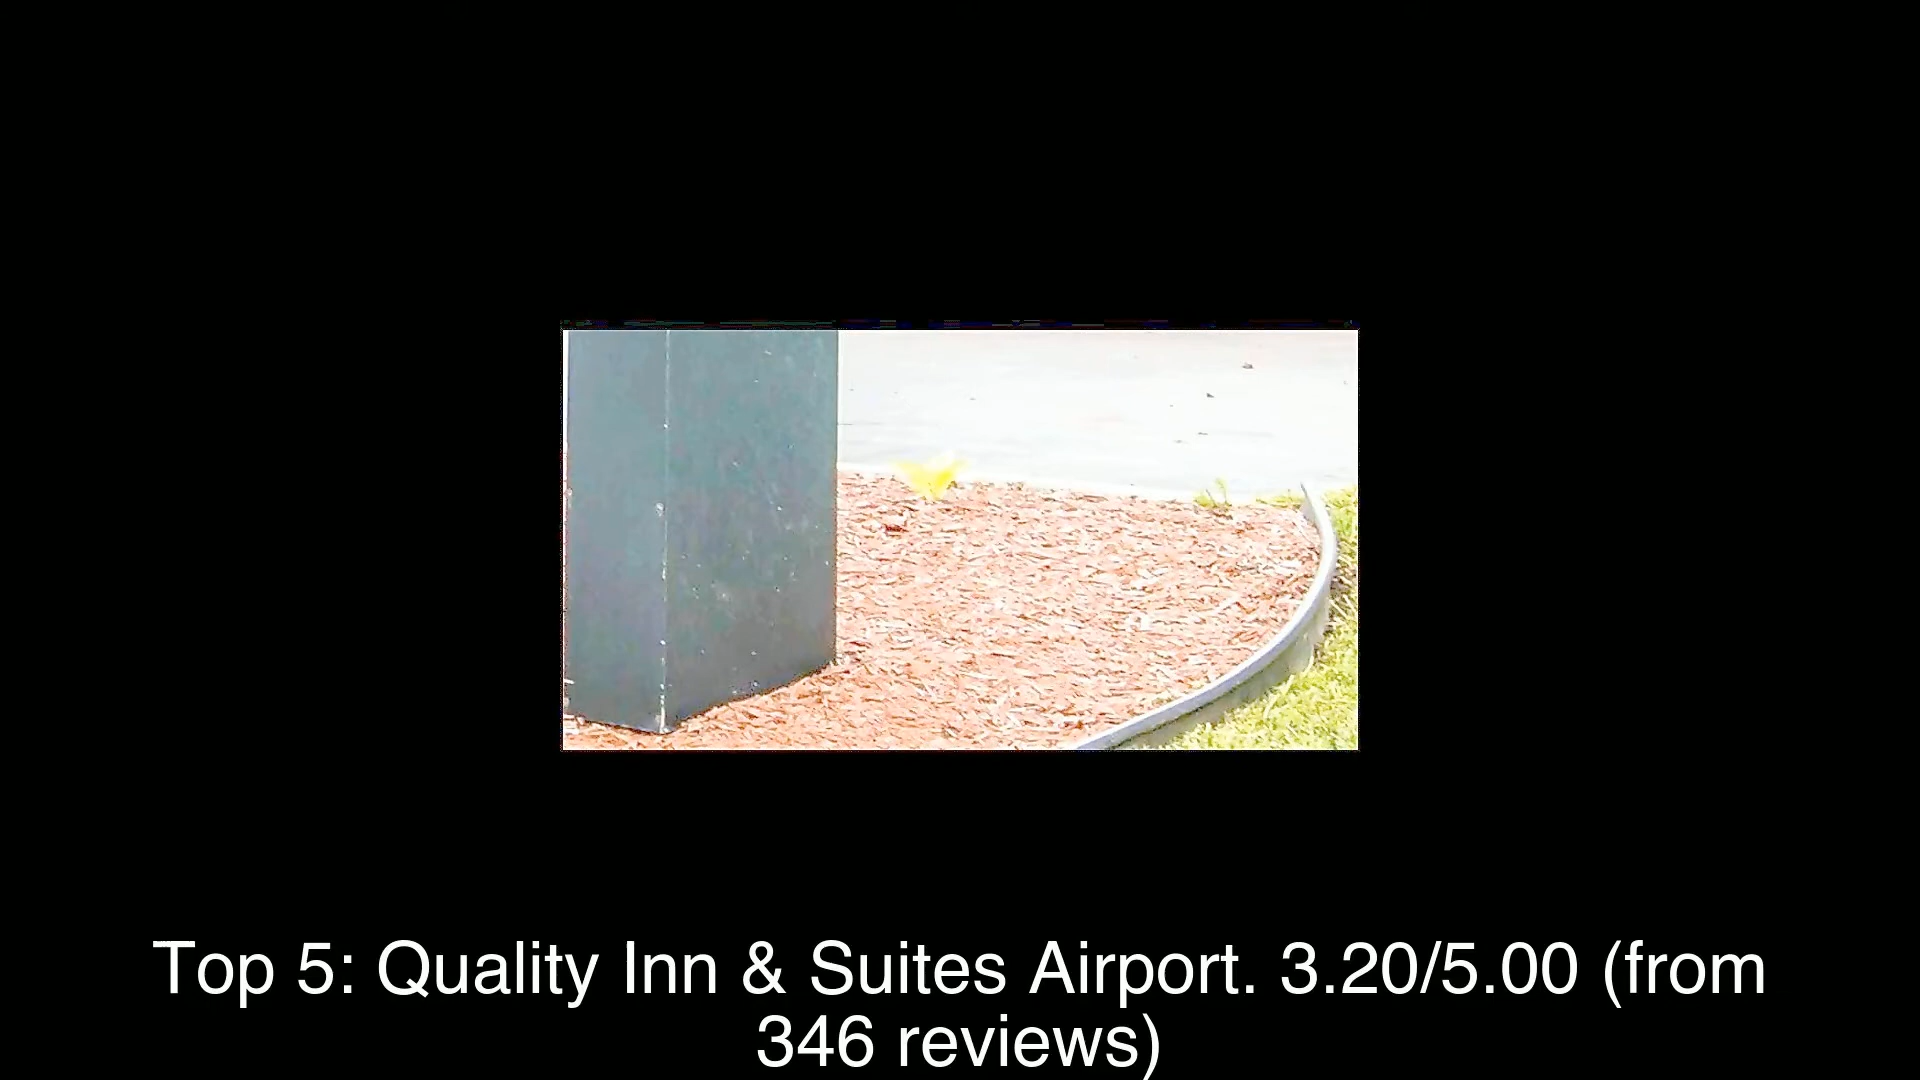 Top 5: Quality Inn & Suites Airport. 3.20/5.00 (from
346 reviews)